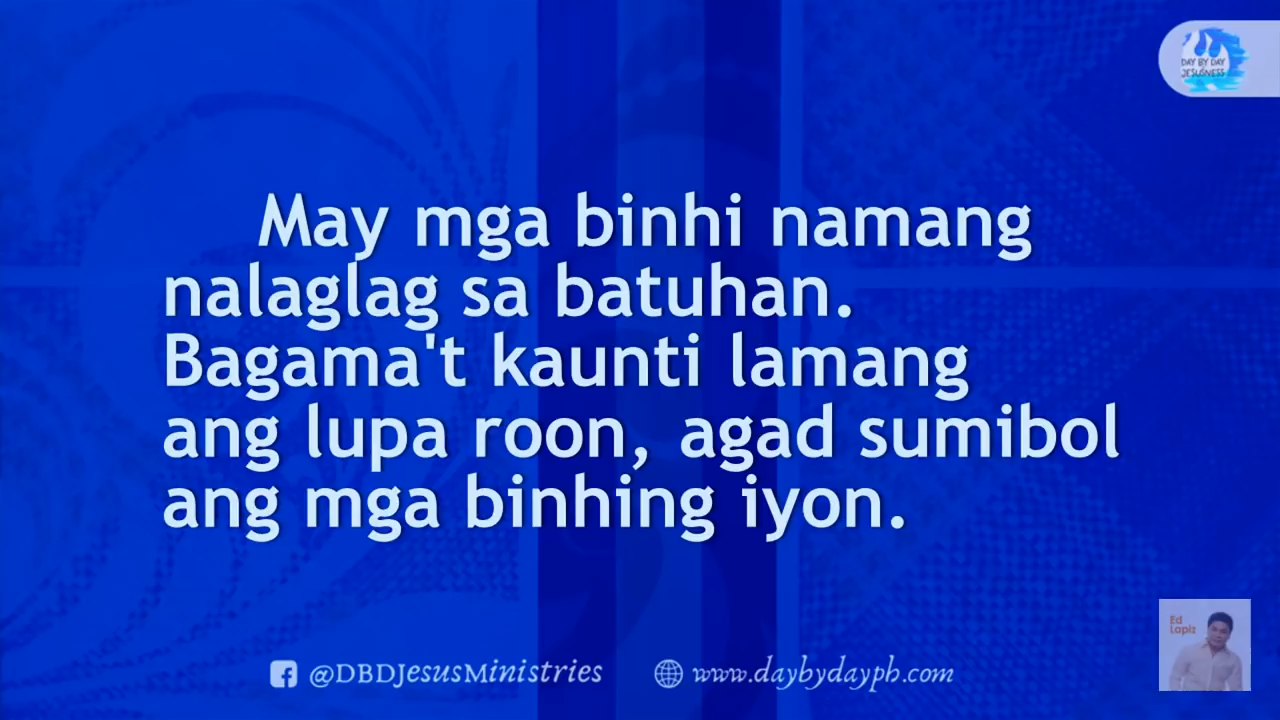 DAY BY DAY
JESUSNESS
May mga binhi namang
nalaglag sa batuhan.
Bagama't kaunti lamang
ang lupa roon, agad sumibol
ang mga binhing iyon.
Ed
Lapiz
@DBDJesusMinistries
www.daybydayph.com